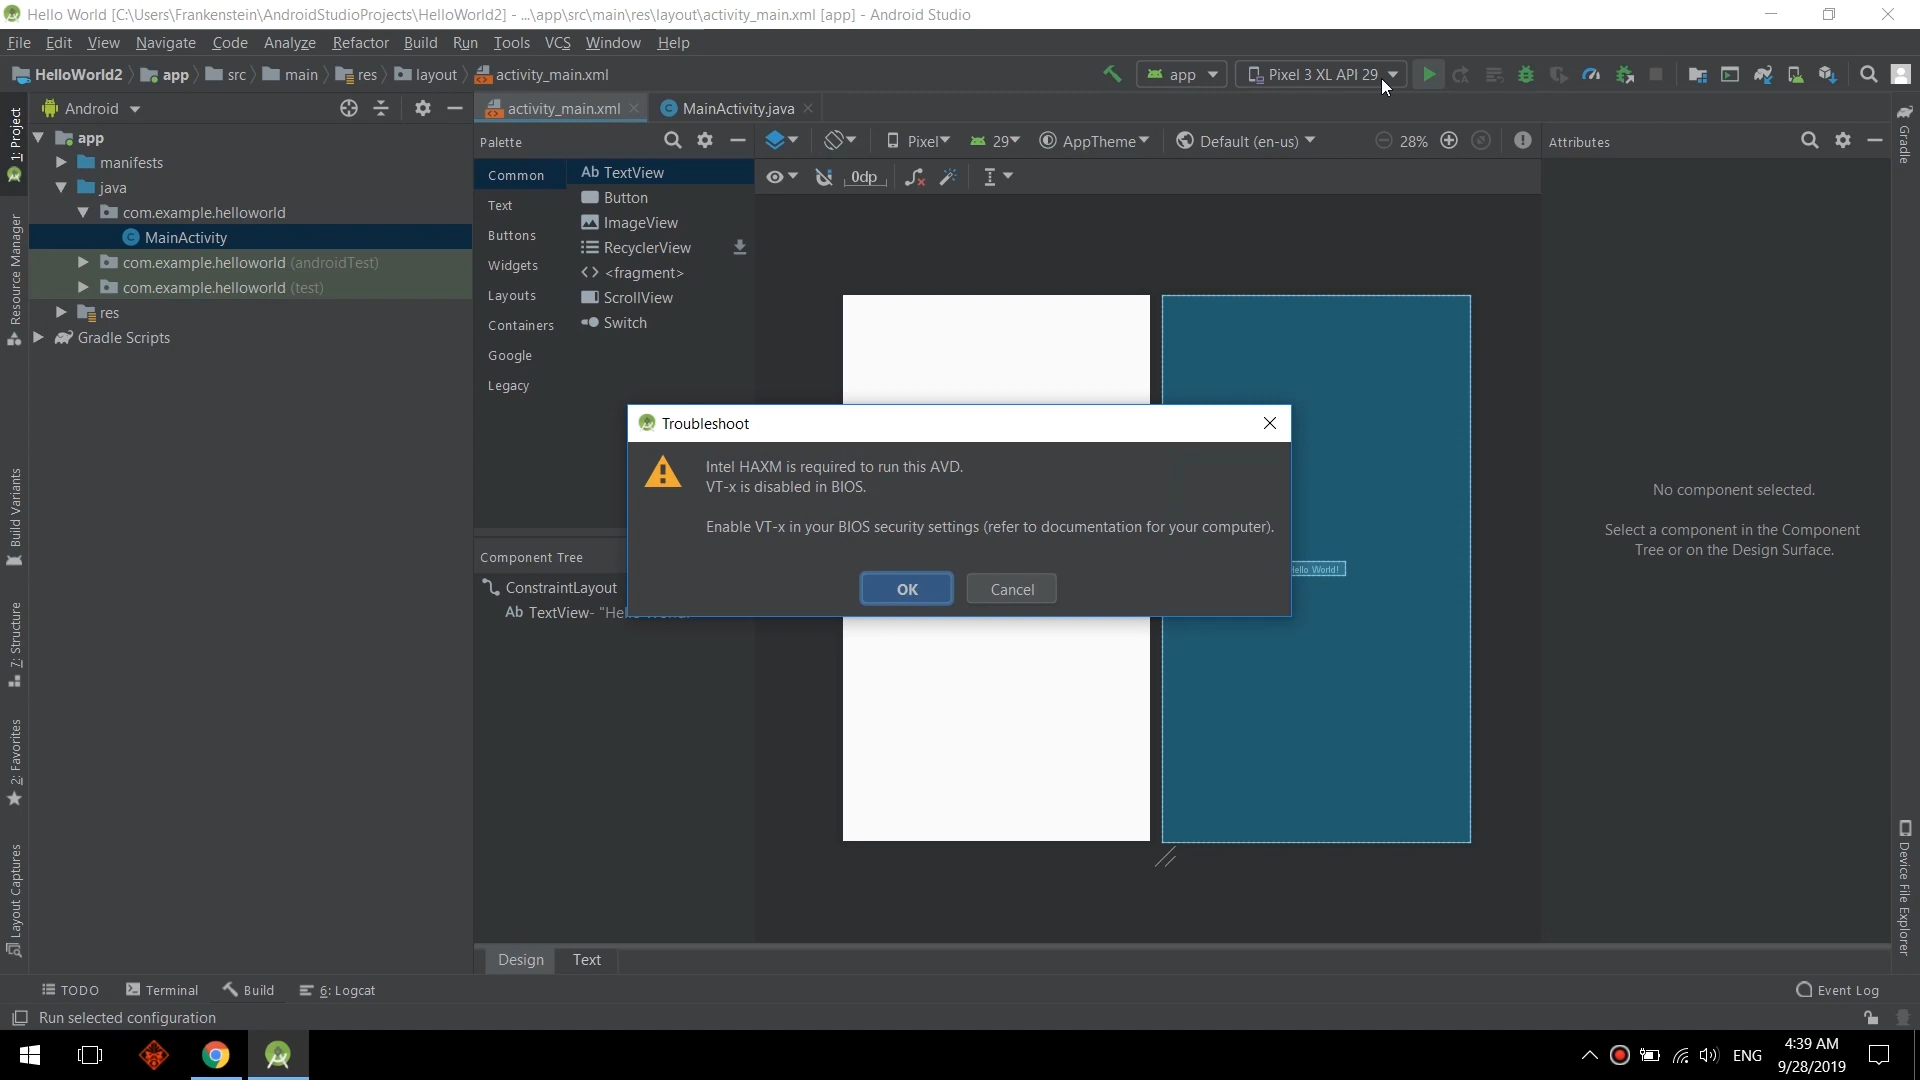 Hello World [C:\Users\Frankenstein\AndroidStudioProjects\HelloWorld2] - ...\app\src\main\res\layout\activity_main.xml [app] - Android Studio
File Edit View Navigate Code Analyze Refactor Build Run Tools VCS Window Help
HelloWorld2 app src main res layout activity_main.xml
app
Pixel 3 XL API 29
1: Project
Resource Manager
Build Variants
7: Structure
2: Favorites
Layout Captures
Android
app
manifests
java
com.example.helloworld
MainActivity
com.example.helloworld (androidTest)
com.example.helloworld (test)
res
Gradle Scripts
activity_main.xml
MainActivity.java
Palette
Common
Text
Buttons
Widgets
Layouts
Containers
Google
Legacy
Ab TextView
Button
ImageView
RecyclerView
<fragment>
ScrollView
Switch
Pixel
29
AppTheme
Default (en-us)
28%
0dp
Attributes
No component selected.
Select a component in the Component
Tree or on the Design Surface.
Troubleshoot
Intel HAXM is required to run this AVD.
VT-x is disabled in BIOS.
Enable VT-x in your BIOS security settings (refer to documentation for your computer).
OK
Cancel
Hello World!
Component Tree
ConstraintLayout
Ab TextView-
Design
Text
Gradle
Device File Explorer
TODO
Terminal
Build
6: Logcat
Event Log
Run selected configuration
ENG
4:39 AM
9/28/2019